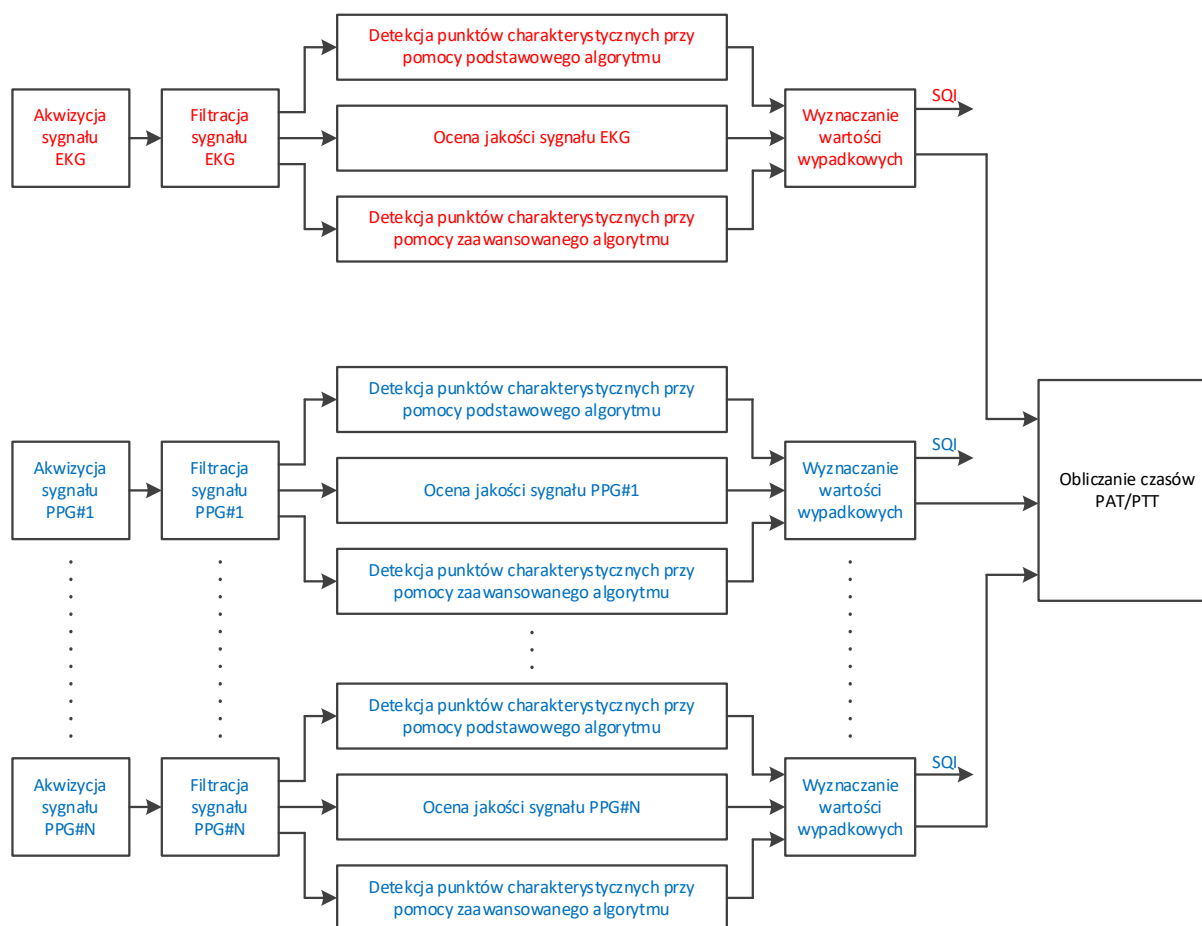 Detekcja punktów charakterystycznych przy
pomocy podstawowego algorytmu
Akwizycja
sygnału
EKG
Filtracja
sygnału
EKG
Ocena jakości sygnału EKG
Wyznaczanie
wartości
wypadkowych
SQI
Detekcja punktów charakterystycznych przy
pomocy zaawansowanego algorytmu
Detekcja punktów charakterystycznych przy
pomocy podstawowego algorytmu
Akwizycja
sygnału
PPG#1
Filtracja
sygnału
PPG#1
Ocena jakości sygnału PPG#1
Wyznaczanie
wartości
wypadkowych
SQI
Obliczanie czasów
PAT/PTT
Detekcja punktów charakterystycznych przy
pomocy zaawansowanego algorytmu
Detekcja punktów charakterystycznych przy
pomocy podstawowego algorytmu
Akwizycja
sygnału
PPG#N
Filtracja
sygnału
PPG#N
Ocena jakości sygnału PPG#N
Wyznaczanie
wartości
wypadkowych
SQI
Detekcja punktów charakterystycznych przy
pomocy zaawansowanego algorytmu